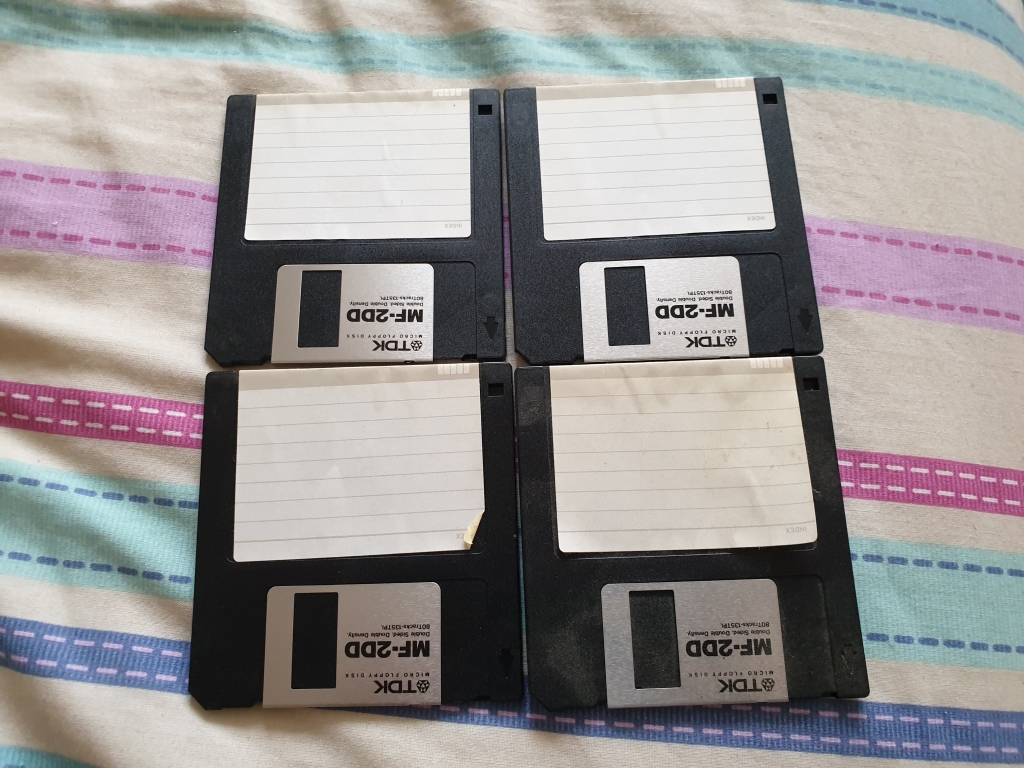 TDK
MICRO FLOPPY DISK
MF-2DD
Double Sided, Double Density,
80Tracks-135TPI,
INDEX
TDK
MICRO FLOPPY DISK
MF-2DD
Double Sided, Double Density,
80Tracks-135TPI,
INDEX
TDK
MICRO FLOPPY DISK
MF-2DD
Double Sided, Double Density,
80Tracks-135TPI,
EX
TDK
MICRO FLOPPY DISK
MF-2DD
Double Sided, Double Density,
80Tracks-135TPI,
INDEX